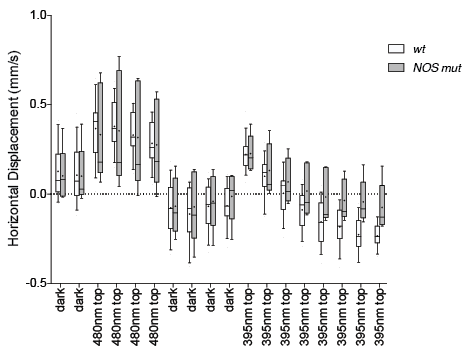 1.0
wt
NOS mut
0.5
0.0
-0.5
Horizontal Displacement (mm/s)
dark
dark
480nm top
480nm top
480nm top
480nm top
dark
dark
dark
dark
395nm top
395nm top
395nm top
395nm top
395nm top
395nm top
395nm top
395nm top